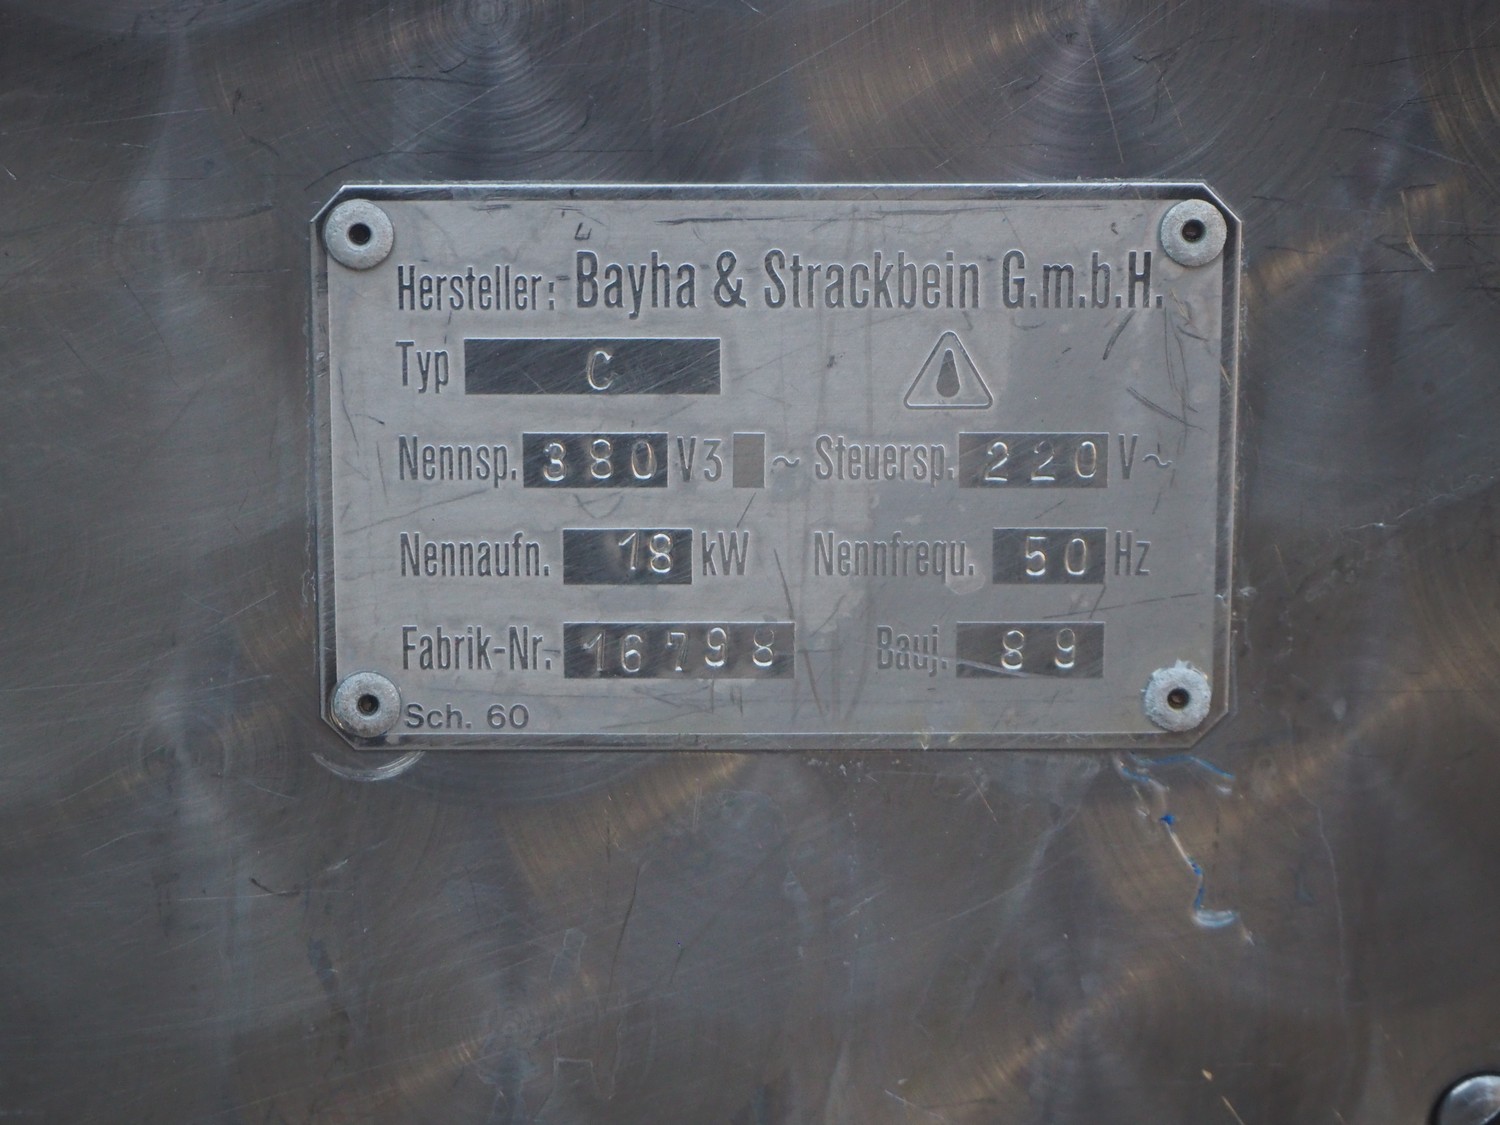 Hersteller: Bayha & Strackbein G.m.b.H.
Typ C
Nennsp. 380 V3 ~ Steuersp. 220 V~
Nennaufn. 18 kW Nennfrequ. 50 Hz
Fabrik-Nr. 16798 Bauj. 89
Sch. 60